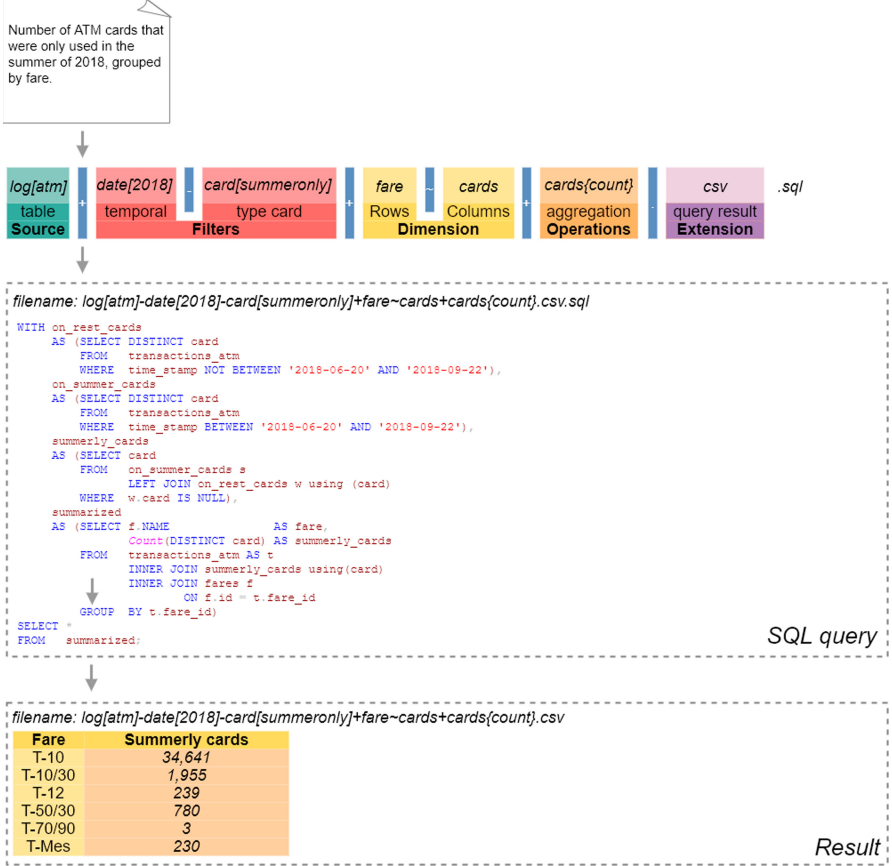 Number of ATM cards that
were only used in the
summer of 2018, grouped
by fare.
log[atm] + date[2018] - card[summeronly] + fare ~ cards + cards{count} . csv .sql
table temporal type card Rows Columns aggregation query result
Source Filters Dimension Operations Extension
filename: log[atm]-date[2018]-card[summeronly]+fare~cards+cards{count}.csv.sql
WITH on_rest_cards
AS (SELECT DISTINCT card
FROM transactions_atm
WHERE time_stamp NOT BETWEEN '2018-06-20' AND '2018-09-22'),
on_summer_cards
AS (SELECT DISTINCT card
FROM transactions_atm
WHERE time_stamp BETWEEN '2018-06-20' AND '2018-09-22'),
summerly_cards
AS (SELECT card
FROM on_summer_cards s
LEFT JOIN on_rest_cards w using (card)
WHERE w.card IS NULL),
summarized
AS (SELECT f.NAME AS fare,
Count(DISTINCT card) AS summerly_cards
FROM transactions_atm AS t
INNER JOIN summerly_cards using(card)
INNER JOIN fares f
ON f.id = t.fare_id
GROUP BY t.fare_id)
SELECT *
FROM summarized;
SQL query
filename: log[atm]-date[2018]-card[summeronly]+fare~cards+cards{count}.csv
Fare Summerly cards
T-10 34,641
T-10/30 1,955
T-12 239
T-50/30 780
T-70/90 3
T-Mes 230
Result